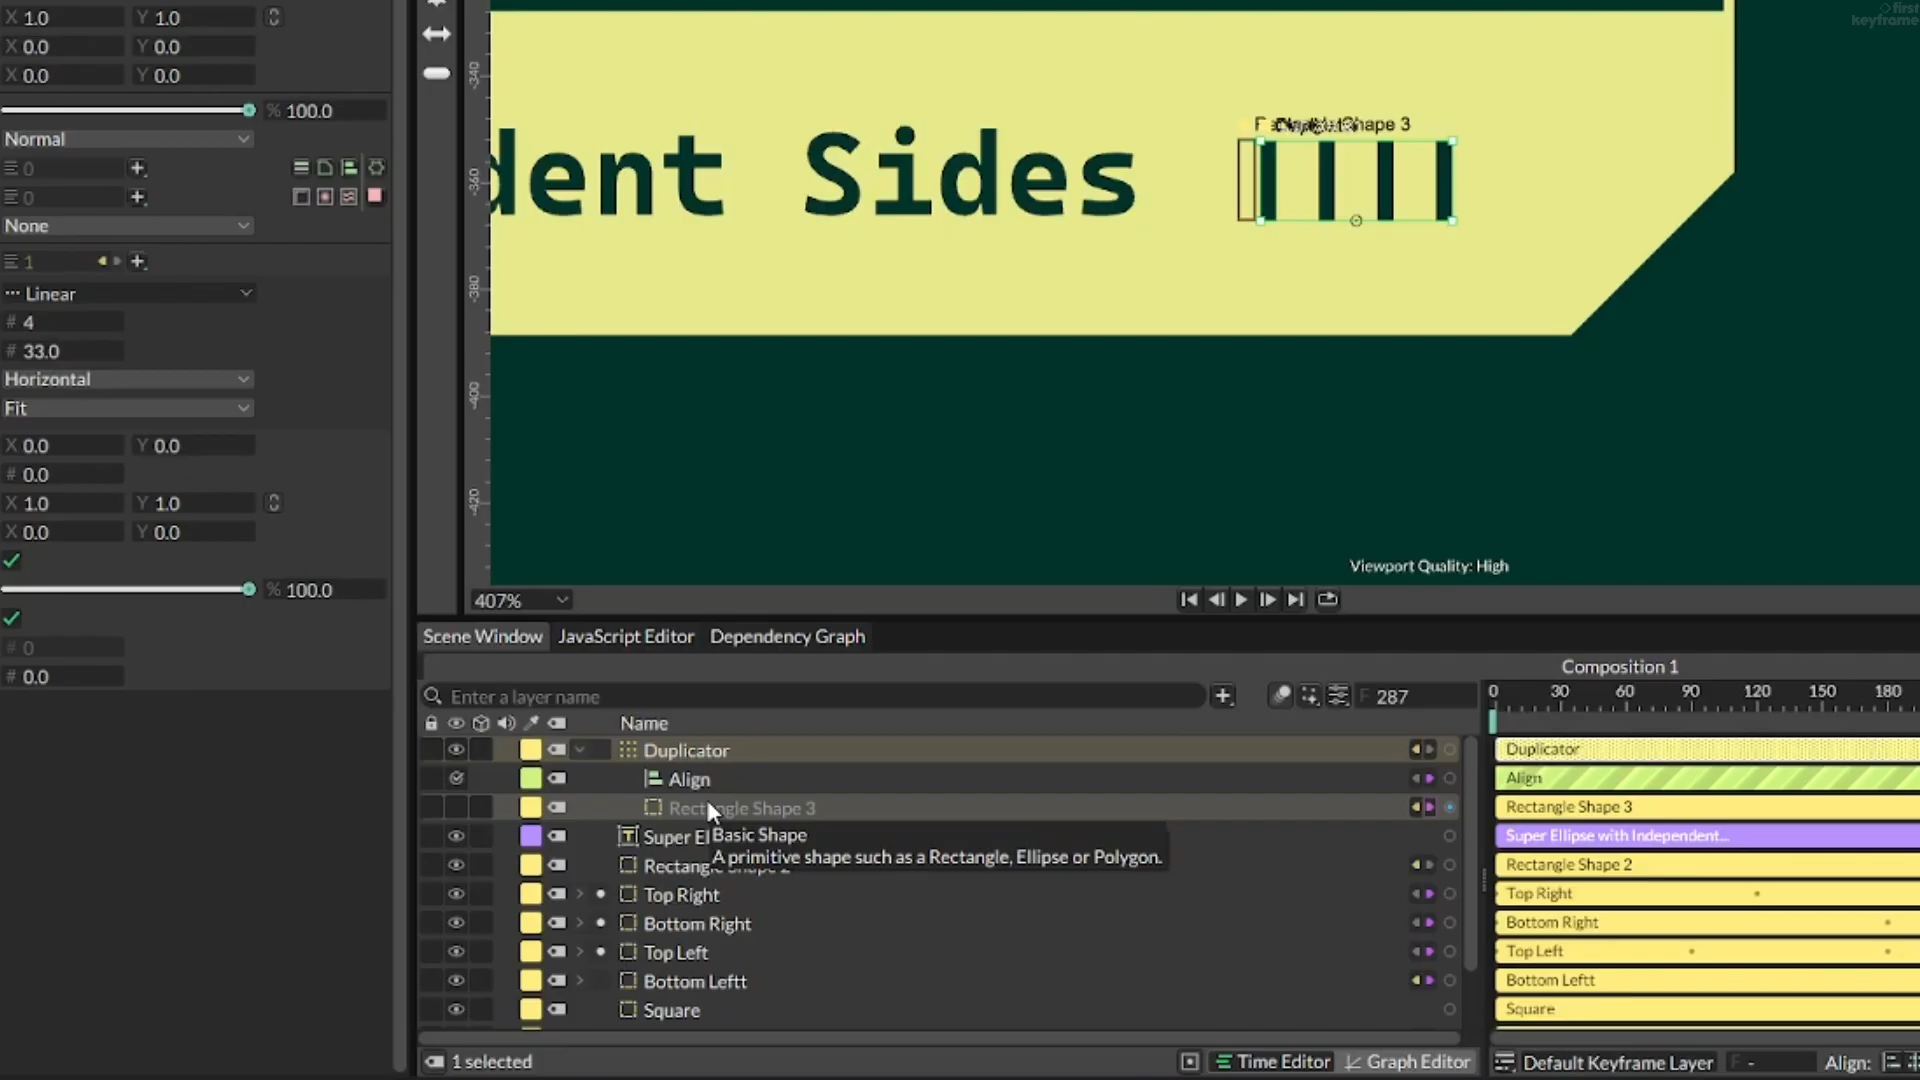 first
keyframe
X 1.0 Y 1.0
X 0.0 Y 0.0
X 0.0 Y 0.0
% 100.0
Normal
0
0
None
1
Linear
# 4
# 33.0
Horizontal
Fit
X 0.0 Y 0.0
# 0.0
X 1.0 Y 1.0
X 0.0 Y 0.0
% 100.0
# 0
# 0.0
-340
-360
-380
-400
-420
dent Sides
Shape 3
Viewport Quality: High
407%
Scene Window JavaScript Editor Dependency Graph
Composition 1
Enter a layer name
F 287
0 30 60 90 120 150 180
Name
Duplicator
Align
Rectangle Shape 3
Super El
Rectang
Top Right
Bottom Right
Top Left
Bottom Leftt
Square
Basic Shape
A primitive shape such as a Rectangle, Ellipse or Polygon.
Duplicator
Align
Rectangle Shape 3
Super Ellipse with Independent...
Rectangle Shape 2
Top Right
Bottom Right
Top Left
Bottom Leftt
Square
1 selected
Time Editor
Graph Editor
Default Keyframe Layer
F -
Align: